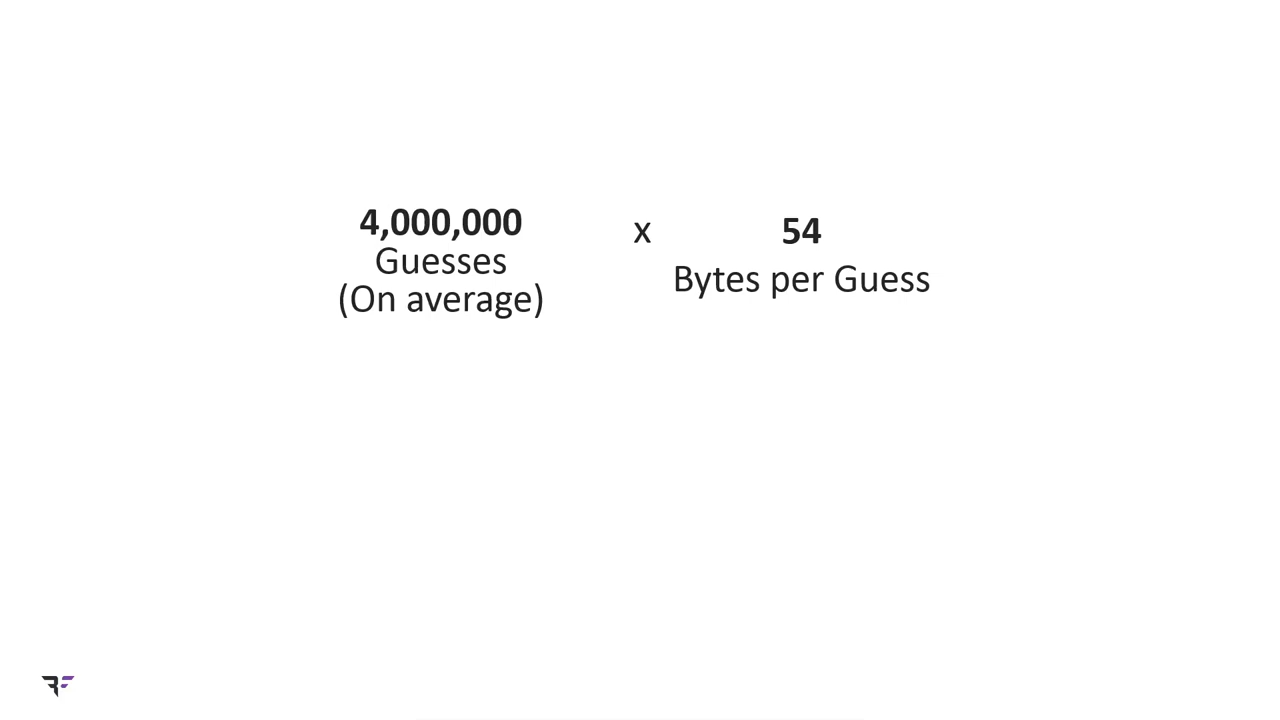 4,000,000
Guesses
(On average)
x
54
Bytes per Guess